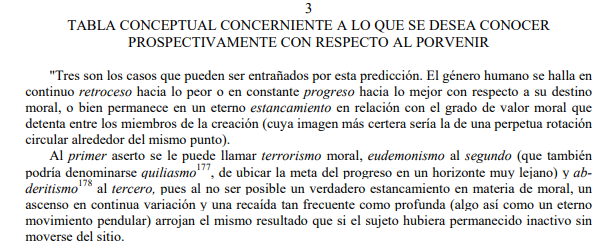 3
TABLA CONCEPTUAL CONCERNIENTE A LO QUE SE DESEA CONOCER
PROSPECTIVAMENTE CON RESPECTO AL PORVENIR
"Tres son los casos que pueden ser entrañados por esta predicción. El género humano se halla en
continuo retroceso hacia lo peor o en constante progreso hacia lo mejor con respecto a su destino
moral, o bien permanece en un eterno estancamiento en relación con el grado de valor moral que
detenta entre los miembros de la creación (cuya imagen más certera sería la de una perpetua rotación
circular alrededor del mismo punto).
Al primer aserto se le puede llamar terrorismo moral, eudemonismo al segundo (que también
podría denominarse quiliasmo177, de ubicar la meta del progreso en un horizonte muy lejano) y ab-
deritismo178 al tercero, pues al no ser posible un verdadero estancamiento en materia de moral, un
ascenso en continua variación y una recaída tan frecuente como profunda (algo así como un eterno
movimiento pendular) arrojan el mismo resultado que si el sujeto hubiera permanecido inactivo sin
moverse del sitio.